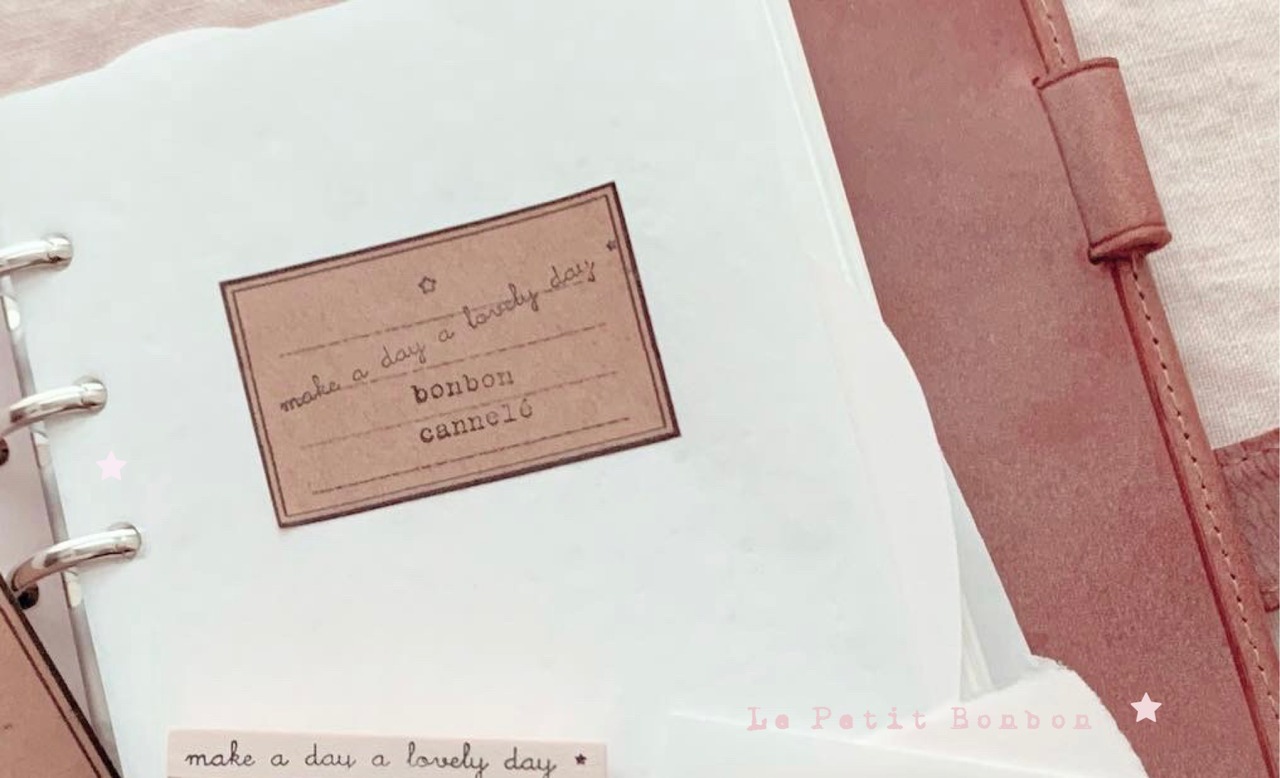 make a day a lovely day
bonbon
cannelé
make a day a lovely day
Le Petit Bonbon